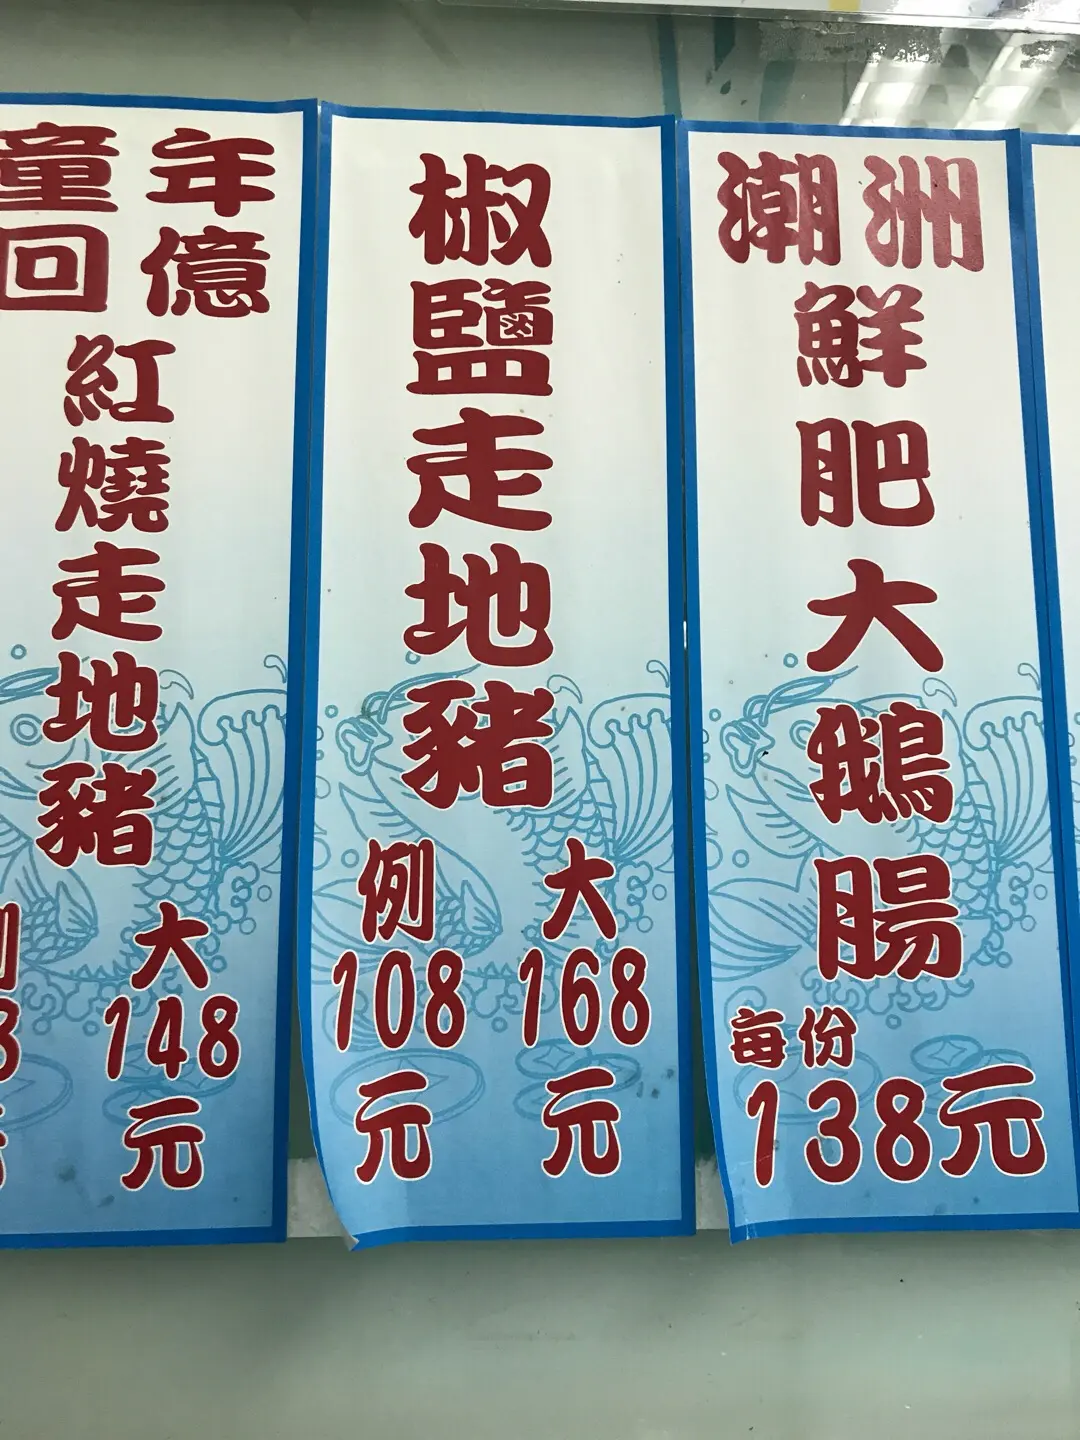 童年
回億
紅燒走地豬
大
148
元
椒鹽走地豬
例
108
元
大
168
元
潮洲
鮮肥大鵝腸
每份
138元